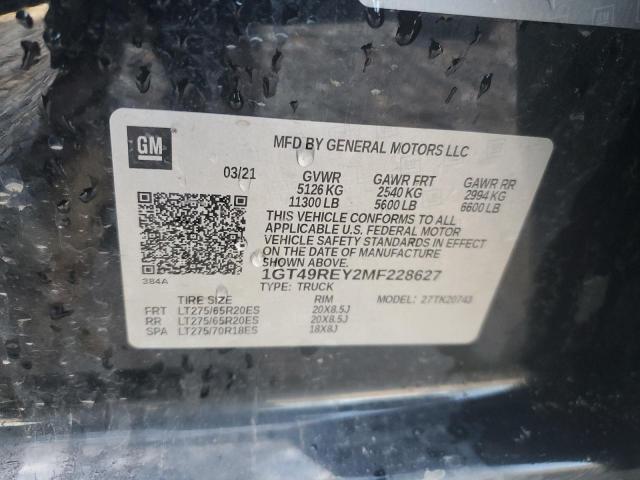 GM
MFD BY GENERAL MOTORS LLC
03/21
GVWR GAWR FRT GAWR RR
5126 KG 2540 KG 2994 KG
11300 LB 5600 LB 6600 LB
THIS VEHICLE CONFORMS TO ALL
APPLICABLE U.S. FEDERAL MOTOR
VEHICLE SAFETY STANDARDS IN EFFECT
ON THE DATE OF MANUFACTURE
SHOWN ABOVE.
384A
1GT49REY2MF228627
TYPE: TRUCK
TIRE SIZE RIM MODEL: 27TK20743
FRT LT275/65R20ES 20X8.5J
RR LT275/65R20ES 20X8.5J
SPA LT275/70R18ES 18X8J